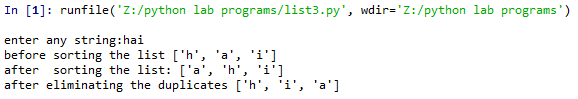 In [1]: runfile('Z:/python lab programs/list3.py', wdir='Z:/python lab programs')
enter any string:hai
before sorting the list ['h', 'a', 'i']
after  sorting the list: ['a', 'h', 'i']
after eliminating the duplicates ['h', 'i', 'a']